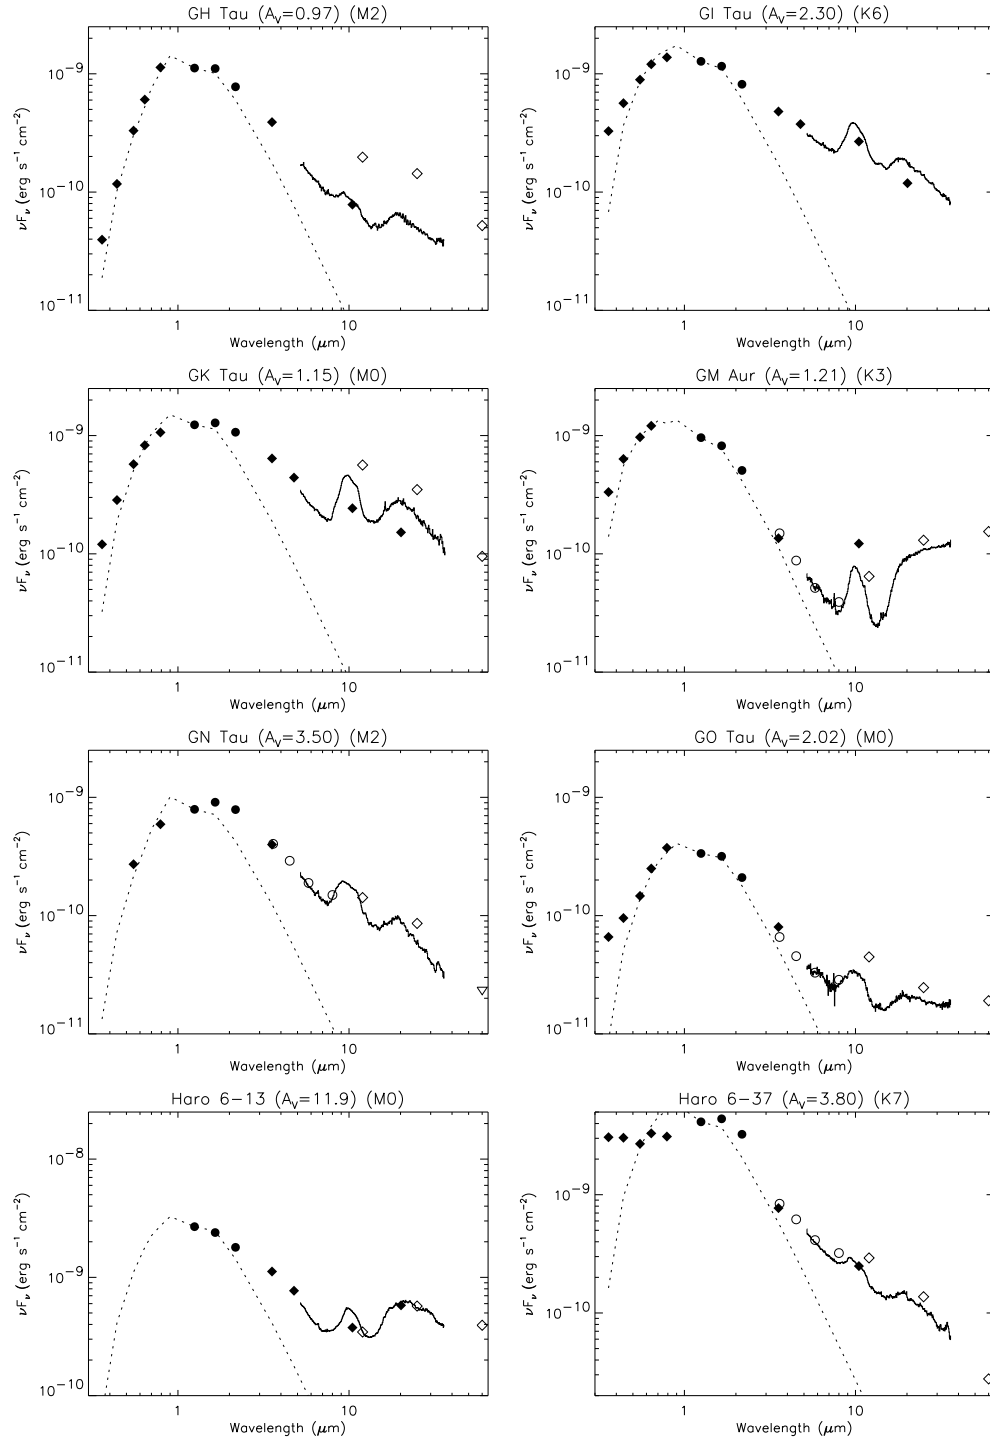 GH Tau (A_V=0.97) (M2)
10^−9
10^−10
10^−11
νF_ν (erg s^−1 cm^−2)
1
10
Wavelength (μm)
GI Tau (A_V=2.30) (K6)
10^−9
10^−10
10^−11
νF_ν (erg s^−1 cm^−2)
1
10
Wavelength (μm)
GK Tau (A_V=1.15) (M0)
10^−9
10^−10
10^−11
νF_ν (erg s^−1 cm^−2)
1
10
Wavelength (μm)
GM Aur (A_V=1.21) (K3)
10^−9
10^−10
10^−11
νF_ν (erg s^−1 cm^−2)
1
10
Wavelength (μm)
GN Tau (A_V=3.50) (M2)
10^−9
10^−10
10^−11
νF_ν (erg s^−1 cm^−2)
1
10
Wavelength (μm)
GO Tau (A_V=2.02) (M0)
10^−9
10^−10
10^−11
νF_ν (erg s^−1 cm^−2)
1
10
Wavelength (μm)
Haro 6−13 (A_V=11.9) (M0)
10^−8
10^−9
10^−10
νF_ν (erg s^−1 cm^−2)
1
10
Wavelength (μm)
Haro 6−37 (A_V=3.80) (K7)
10^−9
10^−10
νF_ν (erg s^−1 cm^−2)
1
10
Wavelength (μm)